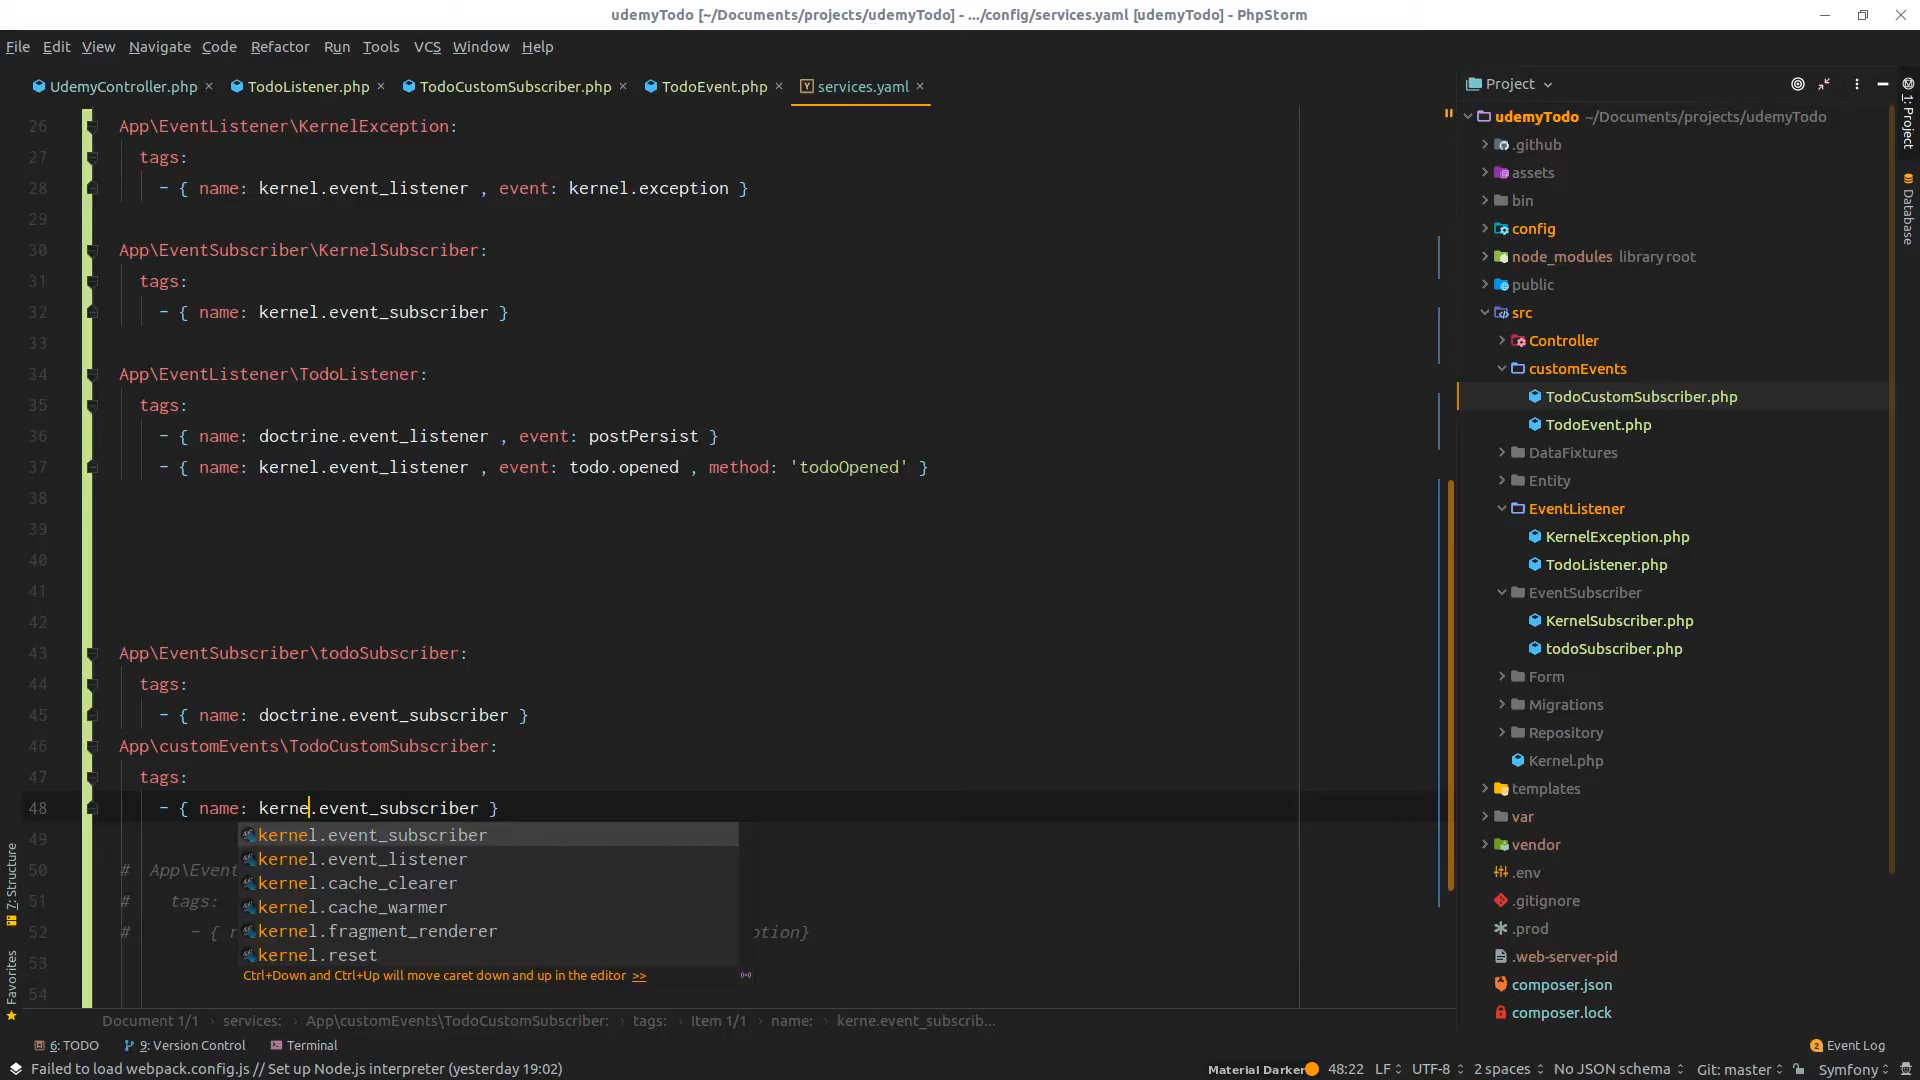 udemyTodo [~/Documents/projects/udemyTodo] - .../config/services.yaml [udemyTodo] - PhpStorm
File Edit View Navigate Code Refactor Run Tools VCS Window Help
UdemyController.php × TodoListener.php × TodoCustomSubscriber.php × TodoEvent.php × services.yaml ×
26 App\EventListener\KernelException:
27 tags:
28 - { name: kernel.event_listener , event: kernel.exception }
29
30 App\EventSubscriber\KernelSubscriber:
31 tags:
32 - { name: kernel.event_subscriber }
33
34 App\EventListener\TodoListener:
35 tags:
36 - { name: doctrine.event_listener , event: postPersist }
37 - { name: kernel.event_listener , event: todo.opened , method: 'todoOpened' }
38
39
40
41
42
43 App\EventSubscriber\todoSubscriber:
44 tags:
45 - { name: doctrine.event_subscriber }
46 App\customEvents\TodoCustomSubscriber:
47 tags:
48 - { name: kerne.event_subscriber }
49
50 # App\Event
51 # tags:
52 # - { n ption}
53
54
kernel.event_subscriber
kernel.event_listener
kernel.cache_clearer
kernel.cache_warmer
kernel.fragment_renderer
kernel.reset
Ctrl+Down and Ctrl+Up will move caret down and up in the editor >>
Document 1/1 › services: › App\customEvents\TodoCustomSubscriber: › tags: › Item 1/1 › name: › kerne.event_subscrib...
Project
udemyTodo ~/Documents/projects/udemyTodo
.github
assets
bin
config
node_modules library root
public
src
Controller
customEvents
TodoCustomSubscriber.php
TodoEvent.php
DataFixtures
Entity
EventListener
KernelException.php
TodoListener.php
EventSubscriber
KernelSubscriber.php
todoSubscriber.php
Form
Migrations
Repository
Kernel.php
templates
var
vendor
.env
.gitignore
.prod
.web-server-pid
composer.json
composer.lock
1: Project
Database
7: Structure
Favorites
6: TODO 9: Version Control Terminal
2 Event Log
Failed to load webpack.config.js // Set up Node.js interpreter (yesterday 19:02)
Material Darker 48:22 LF UTF-8 2 spaces No JSON schema Git: master Symfony